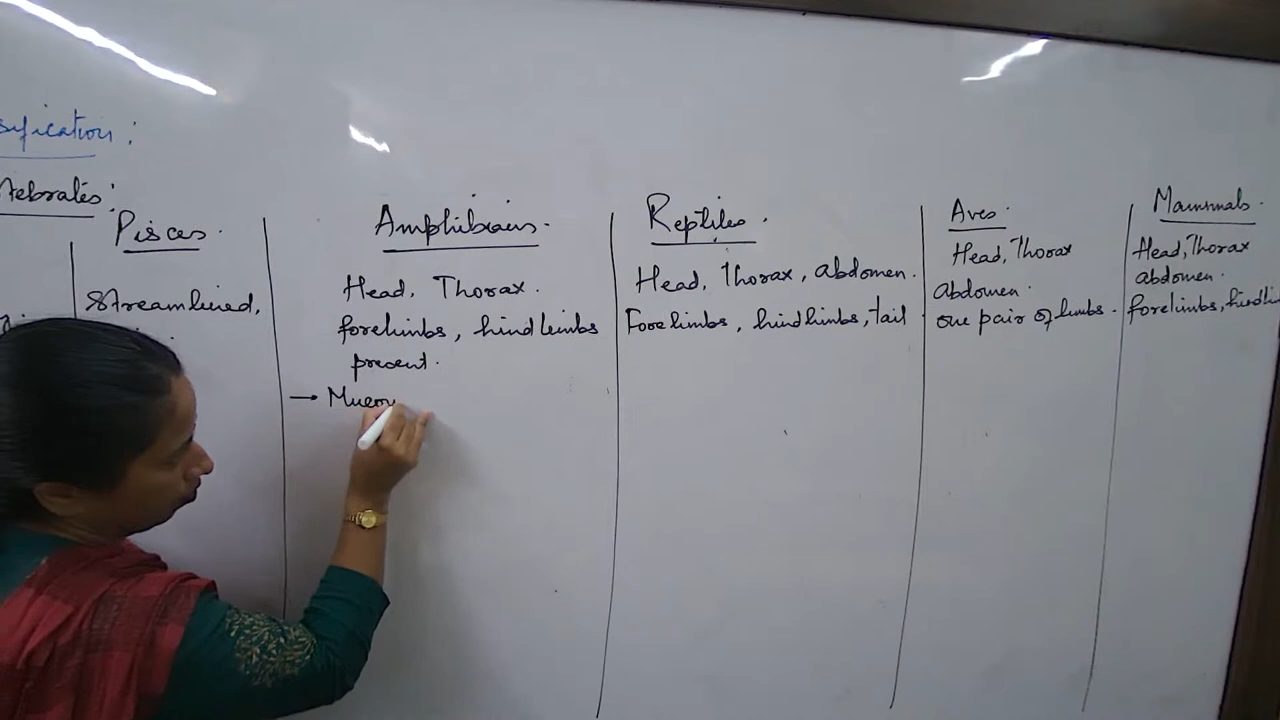 sification:
tebrates:
Pisces.
Streamlined,
Amphibians.
Head, Thorax.
forelimbs, hindlimbs
present.
→ Mucou
Reptiles.
Head, Thorax, abdomen.
Forelimbs, hindlimbs, tail
Aves.
Head, Thorax
Abdomen.
one pair of limbs.
Mammals.
Head, Thorax
abdomen.
forelimbs, hindli